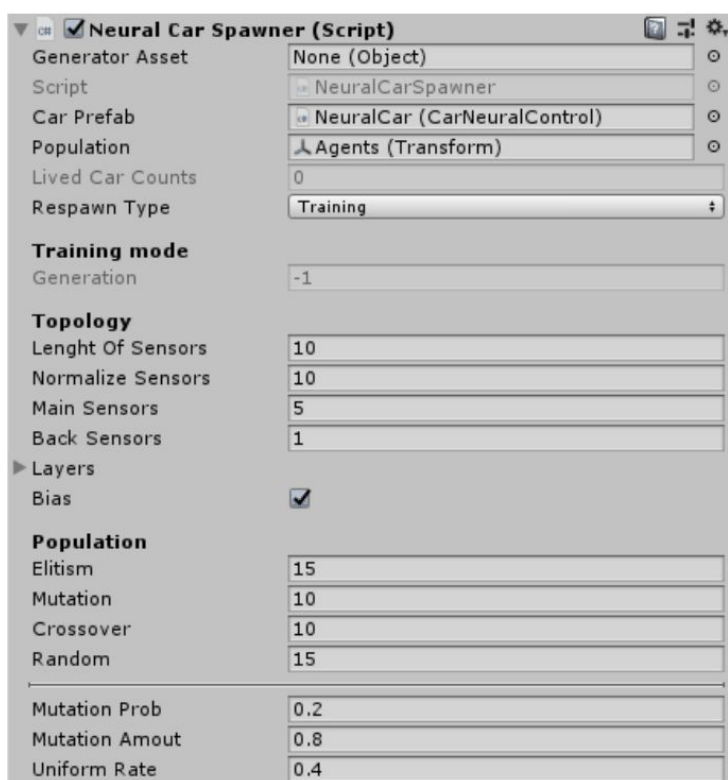 Neural Car Spawner (Script)
Generator Asset None (Object)
Script NeuralCarSpawner
Car Prefab NeuralCar (CarNeuralControl)
Population Agents (Transform)
Lived Car Counts 0
Respawn Type Training
Training mode
Generation -1
Topology
Lenght Of Sensors 10
Normalize Sensors 10
Main Sensors 5
Back Sensors 1
Layers
Bias
Population
Elitism 15
Mutation 10
Crossover 10
Random 15
Mutation Prob 0.2
Mutation Amout 0.8
Uniform Rate 0.4